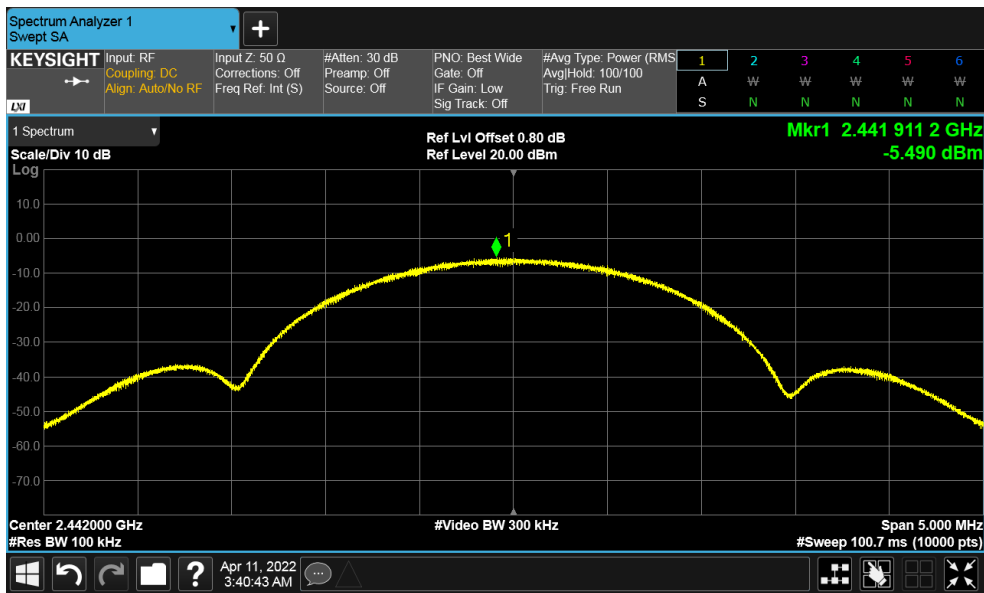 Spectrum Analyzer 1
Swept SA
+
KEYSIGHT
LXI
Input: RF
Coupling: DC
Align: Auto/No RF
Input Z: 50 Ω
Corrections: Off
Freq Ref: Int (S)
#Atten: 30 dB
Preamp: Off
Source: Off
PNO: Best Wide
Gate: Off
IF Gain: Low
Sig Track: Off
#Avg Type: Power (RMS
Avg|Hold: 100/100
Trig: Free Run
1 2 3 4 5 6
A W W W W W
S N N N N N
1 Spectrum
Scale/Div 10 dB
Log
Ref Lvl Offset 0.80 dB
Ref Level 20.00 dBm
Mkr1 2.441 911 2 GHz
-5.490 dBm
10.0
0.00
-10.0
-20.0
-30.0
-40.0
-50.0
-60.0
-70.0
1
Center 2.442000 GHz
#Res BW 100 kHz
#Video BW 300 kHz
Span 5.000 MHz
#Sweep 100.7 ms (10000 pts)
?
Apr 11, 2022
3:40:43 AM